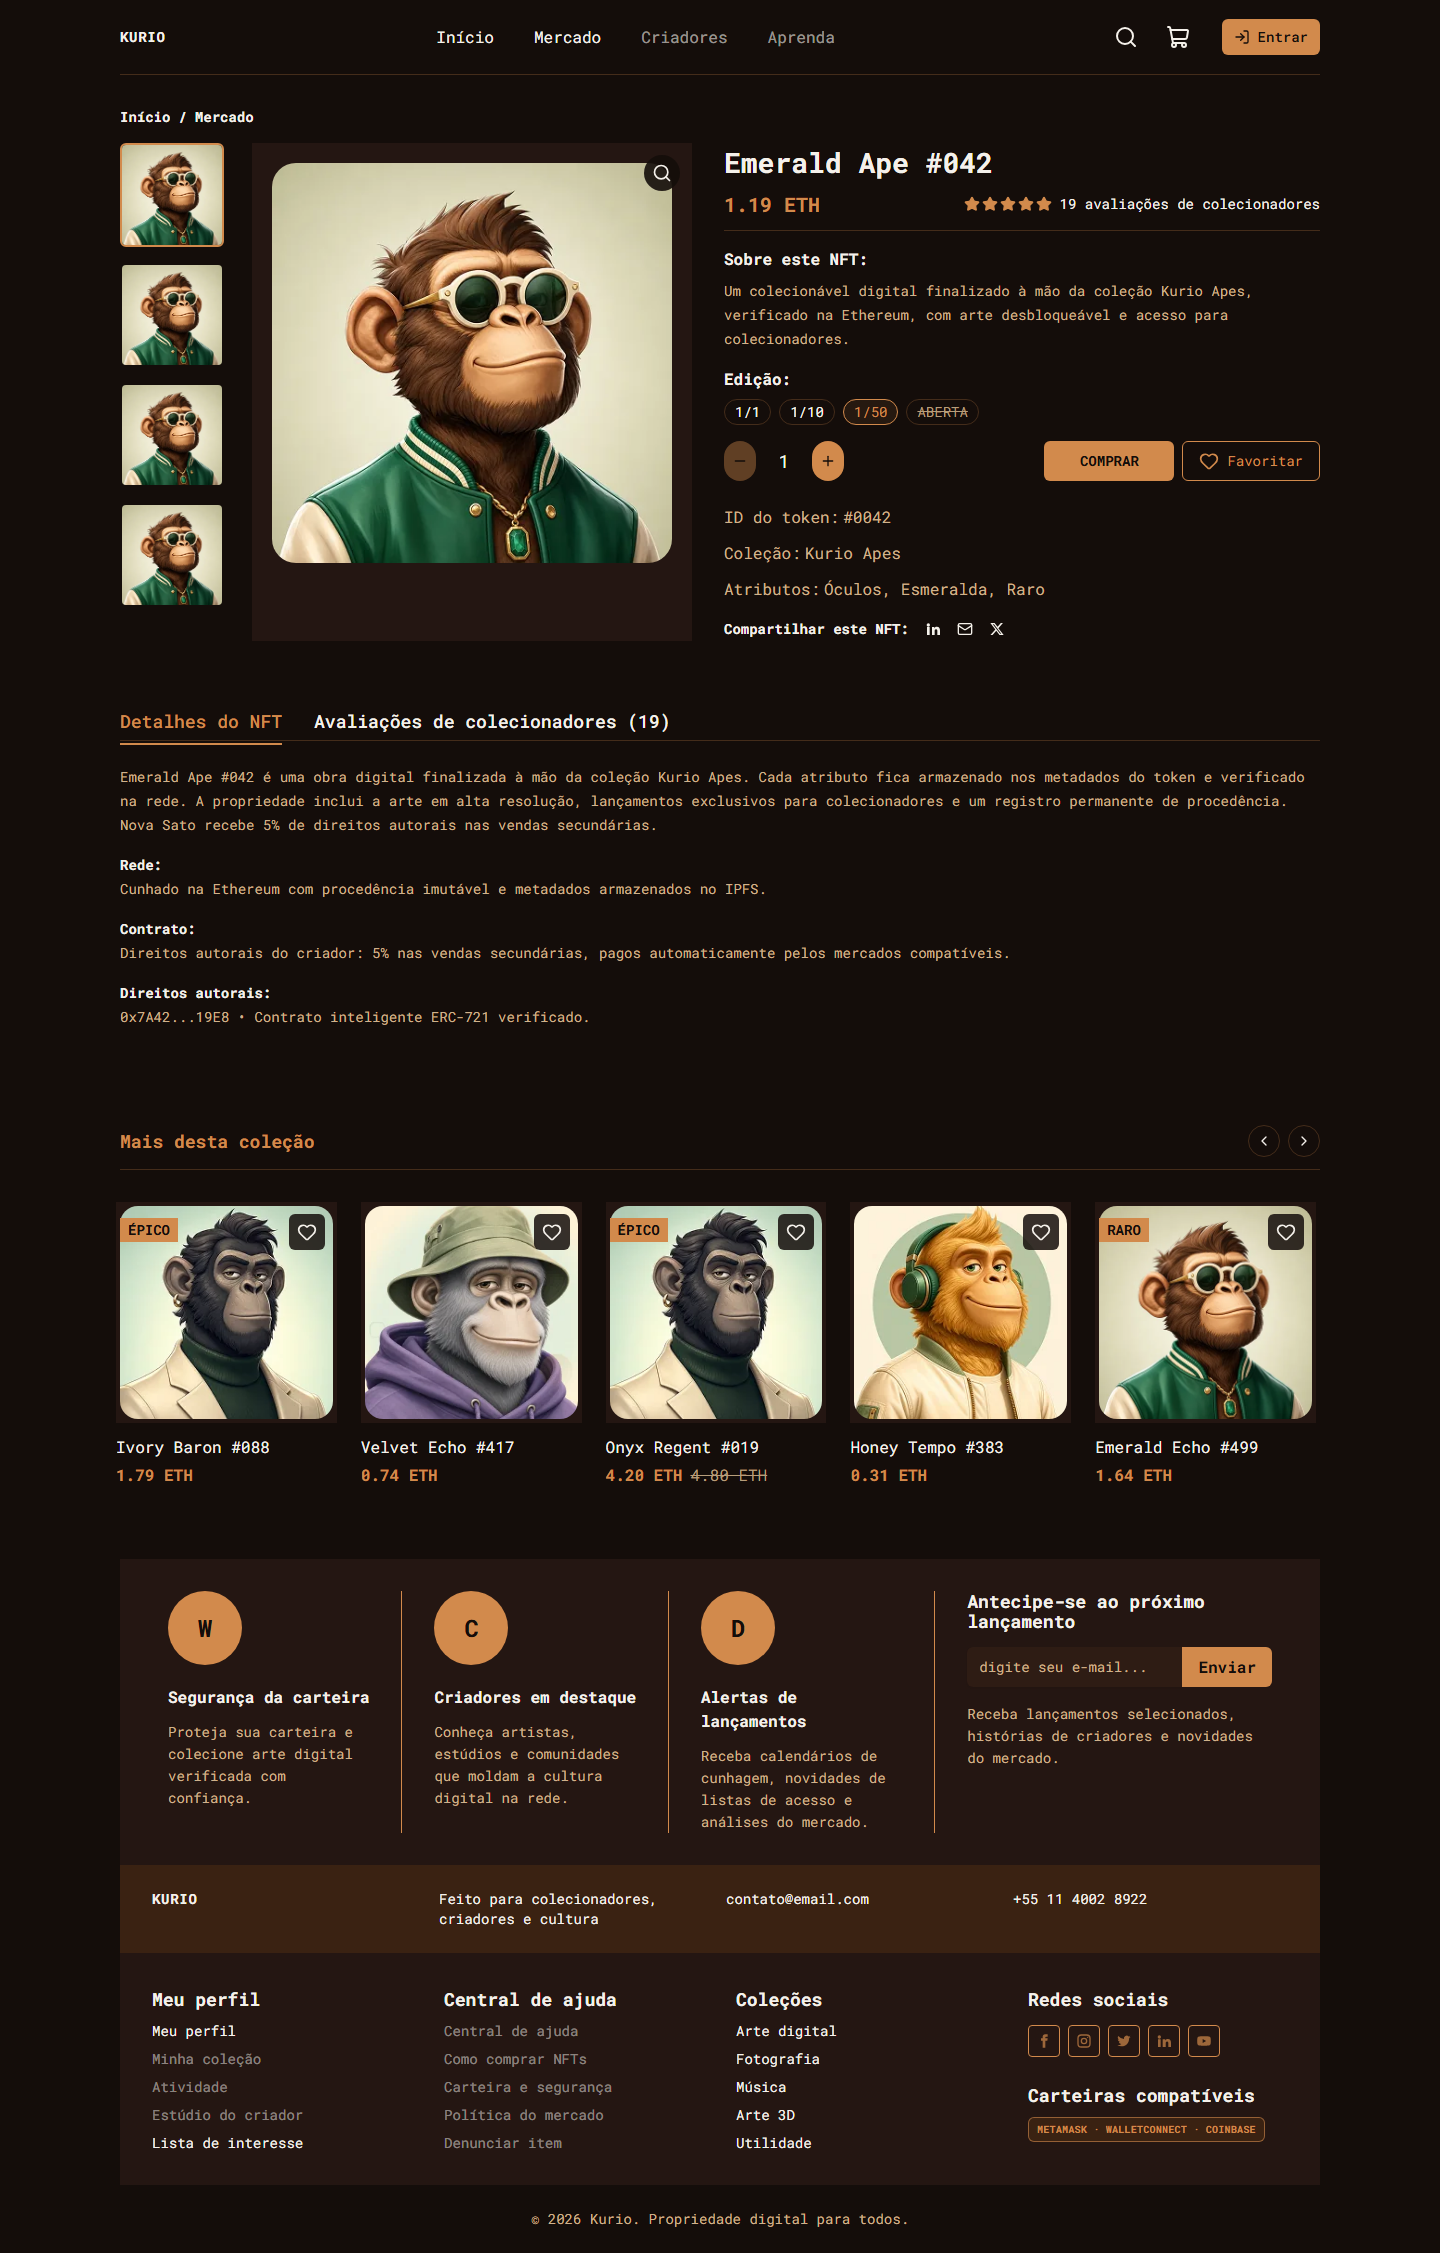 KURIO
Início
Mercado
Criadores
Aprenda
Entrar
Início / Mercado
Emerald Ape #042
1.19 ETH
19 avaliações de colecionadores
Sobre este NFT:
Um colecionável digital finalizado à mão da coleção Kurio Apes,
verificado na Ethereum, com arte desbloqueável e acesso para
colecionadores.
Edição:
1/1
1/10
1/50
ABERTA
1
COMPRAR
Favoritar
ID do token: #0042
Coleção: Kurio Apes
Atributos: Óculos, Esmeralda, Raro
Compartilhar este NFT:
Detalhes do NFT
Avaliações de colecionadores (19)
Emerald Ape #042 é uma obra digital finalizada à mão da coleção Kurio Apes. Cada atributo fica armazenado nos metadados do token e verificado
na rede. A propriedade inclui a arte em alta resolução, lançamentos exclusivos para colecionadores e um registro permanente de procedência.
Nova Sato recebe 5% de direitos autorais nas vendas secundárias.
Rede:
Cunhado na Ethereum com procedência imutável e metadados armazenados no IPFS.
Contrato:
Direitos autorais do criador: 5% nas vendas secundárias, pagos automaticamente pelos mercados compatíveis.
Direitos autorais:
0x7A42...19E8 • Contrato inteligente ERC-721 verificado.
Mais desta coleção
ÉPICO
Ivory Baron #088
1.79 ETH
Velvet Echo #417
0.74 ETH
ÉPICO
Onyx Regent #019
4.20 ETH 4.80 ETH
Honey Tempo #383
0.31 ETH
RARO
Emerald Echo #499
1.64 ETH
W
Segurança da carteira
Proteja sua carteira e
colecione arte digital
verificada com
confiança.
C
Criadores em destaque
Conheça artistas,
estúdios e comunidades
que moldam a cultura
digital na rede.
D
Alertas de
lançamentos
Receba calendários de
cunhagem, novidades de
listas de acesso e
análises do mercado.
Antecipe-se ao próximo
lançamento
digite seu e-mail...
Enviar
Receba lançamentos selecionados,
histórias de criadores e novidades
do mercado.
KURIO
Feito para colecionadores,
criadores e cultura
contato@email.com
+55 11 4002 8922
Meu perfil
Meu perfil
Minha coleção
Atividade
Estúdio do criador
Lista de interesse
Central de ajuda
Central de ajuda
Como comprar NFTs
Carteira e segurança
Política do mercado
Denunciar item
Coleções
Arte digital
Fotografia
Música
Arte 3D
Utilidade
Redes sociais
Carteiras compatíveis
METAMASK · WALLETCONNECT · COINBASE
© 2026 Kurio. Propriedade digital para todos.